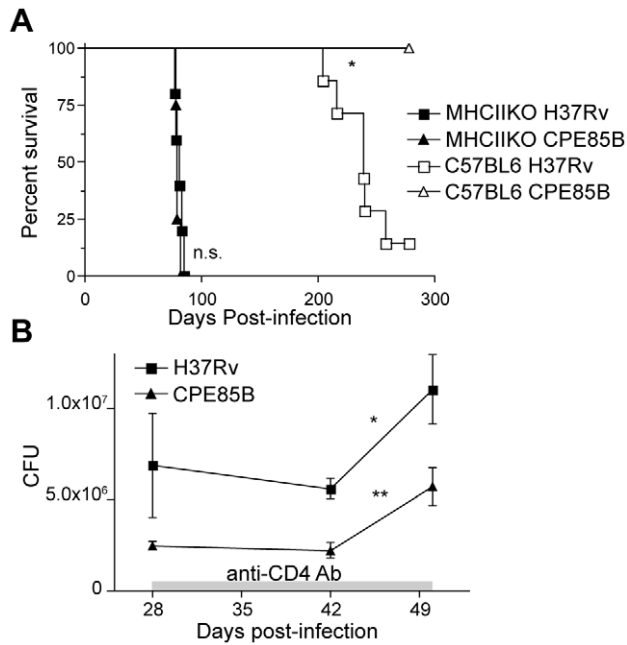 A
Percent survival
100
75
50
25
0
*
n.s.
MHCIIKO H37Rv
MHCIIKO CPE85B
C57BL6 H37Rv
C57BL6 CPE85B
0 100 200 300
Days Post-infection
B
H37Rv
CPE85B
CFU
1.0x10⁷
5.0x10⁶
0
*
**
anti-CD4 Ab
28 35 42 49
Days post-infection